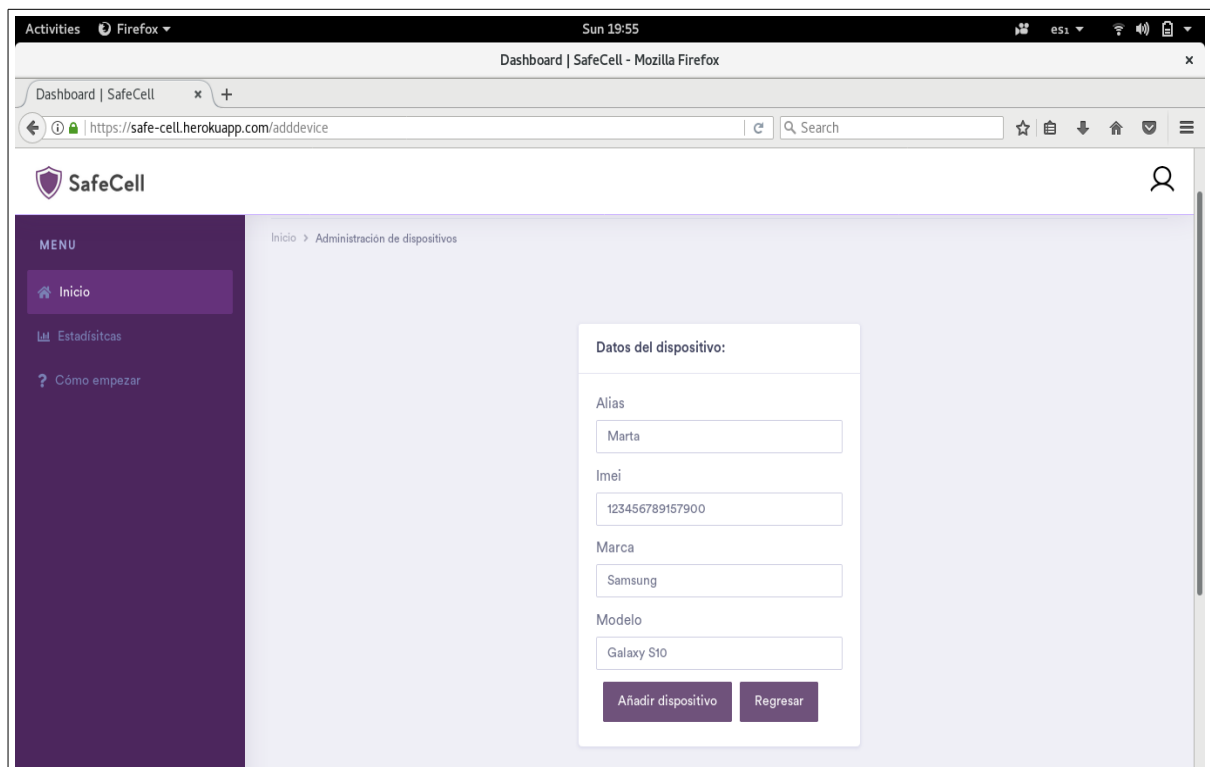 Activities Firefox Sun 19:55 es₁
Dashboard | SafeCell - Mozilla Firefox
Dashboard | SafeCell
https://safe-cell.herokuapp.com/adddevice Search
SafeCell
MENU
Inicio > Administración de dispositivos
Inicio
Estadísitcas
Cómo empezar
Datos del dispositivo:
Alias
Marta
Imei
123456789157900
Marca
Samsung
Modelo
Galaxy S10
Añadir dispositivo Regresar